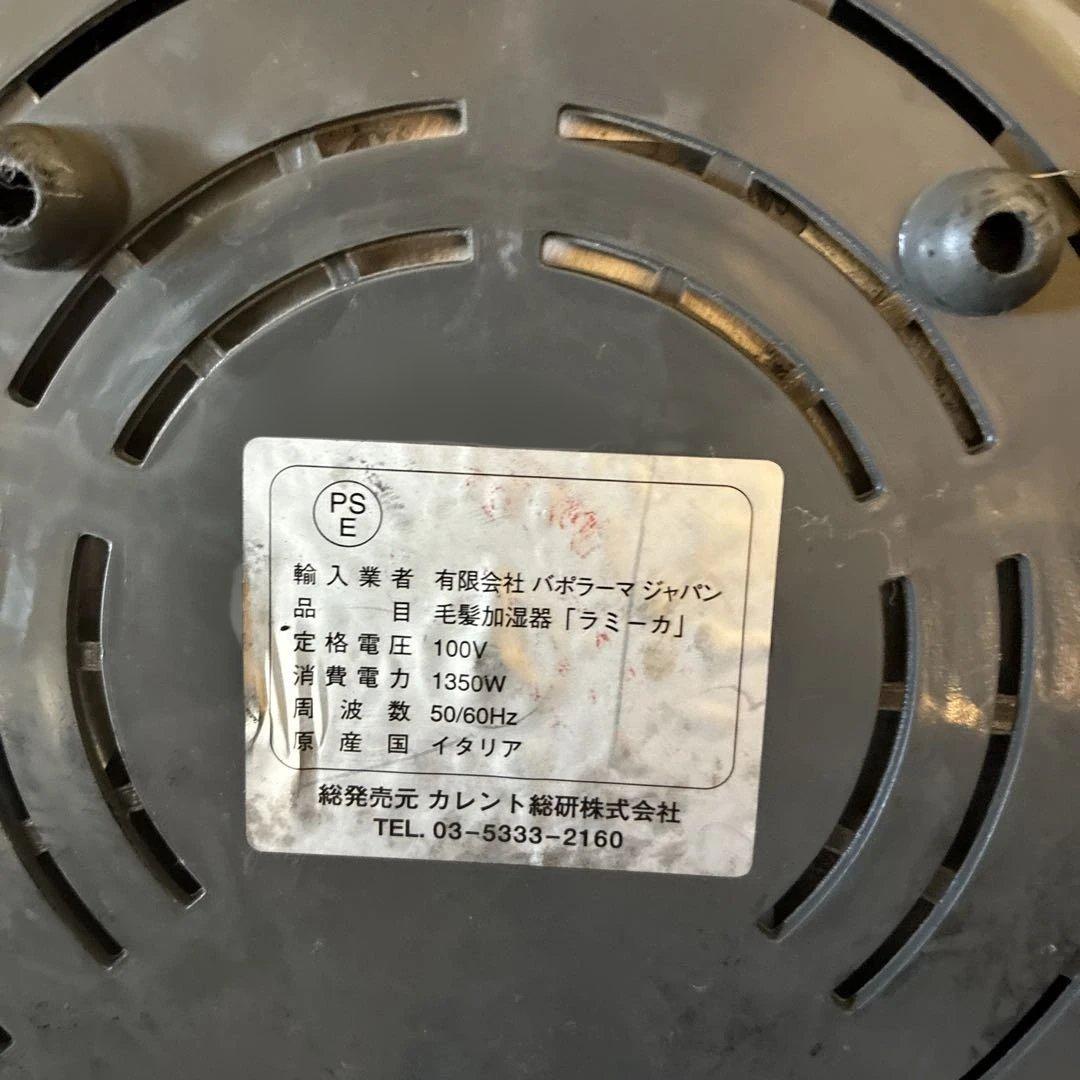 PS
E
輸入業者 有限会社 バポラーマ ジャパン
品目 毛髪加湿器「ラミーカ」
定格電圧 100V
消費電力 1350W
周波数 50/60Hz
原産国 イタリア
総発売元 カレント総研株式会社
TEL. 03-5333-2160